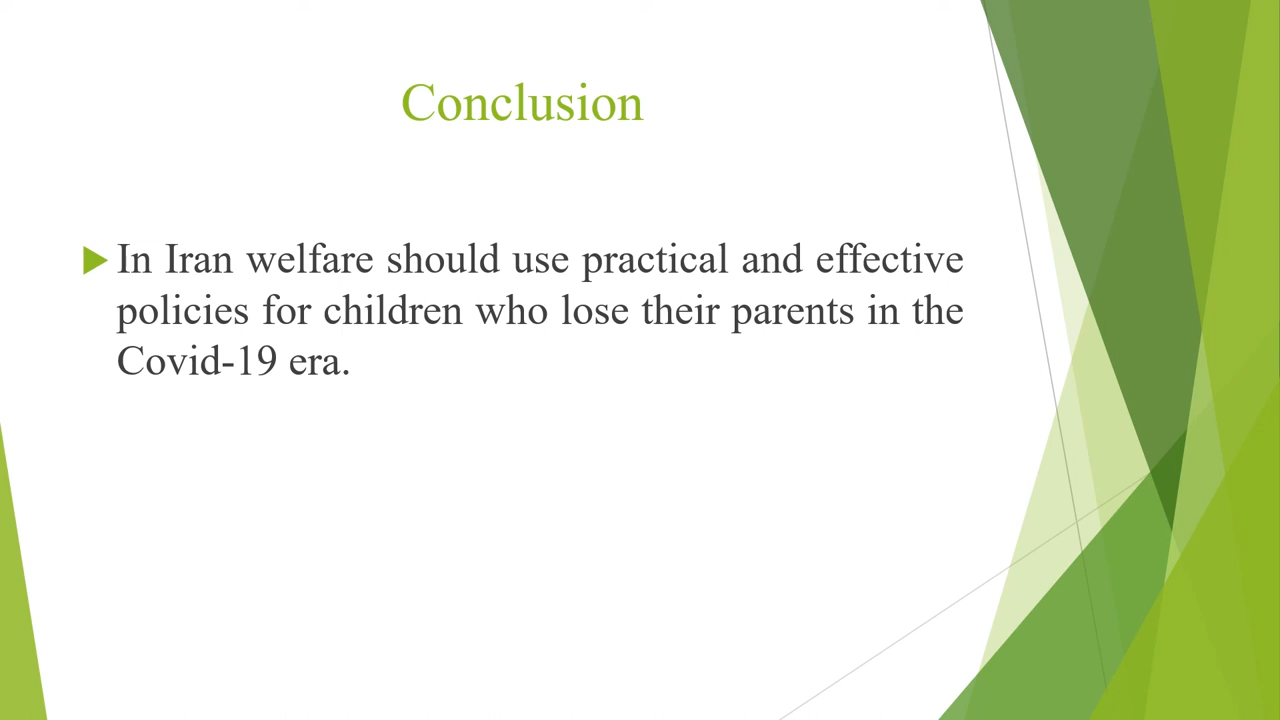 Conclusion
In Iran welfare should use practical and effective
policies for children who lose their parents in the
Covid-19 era.